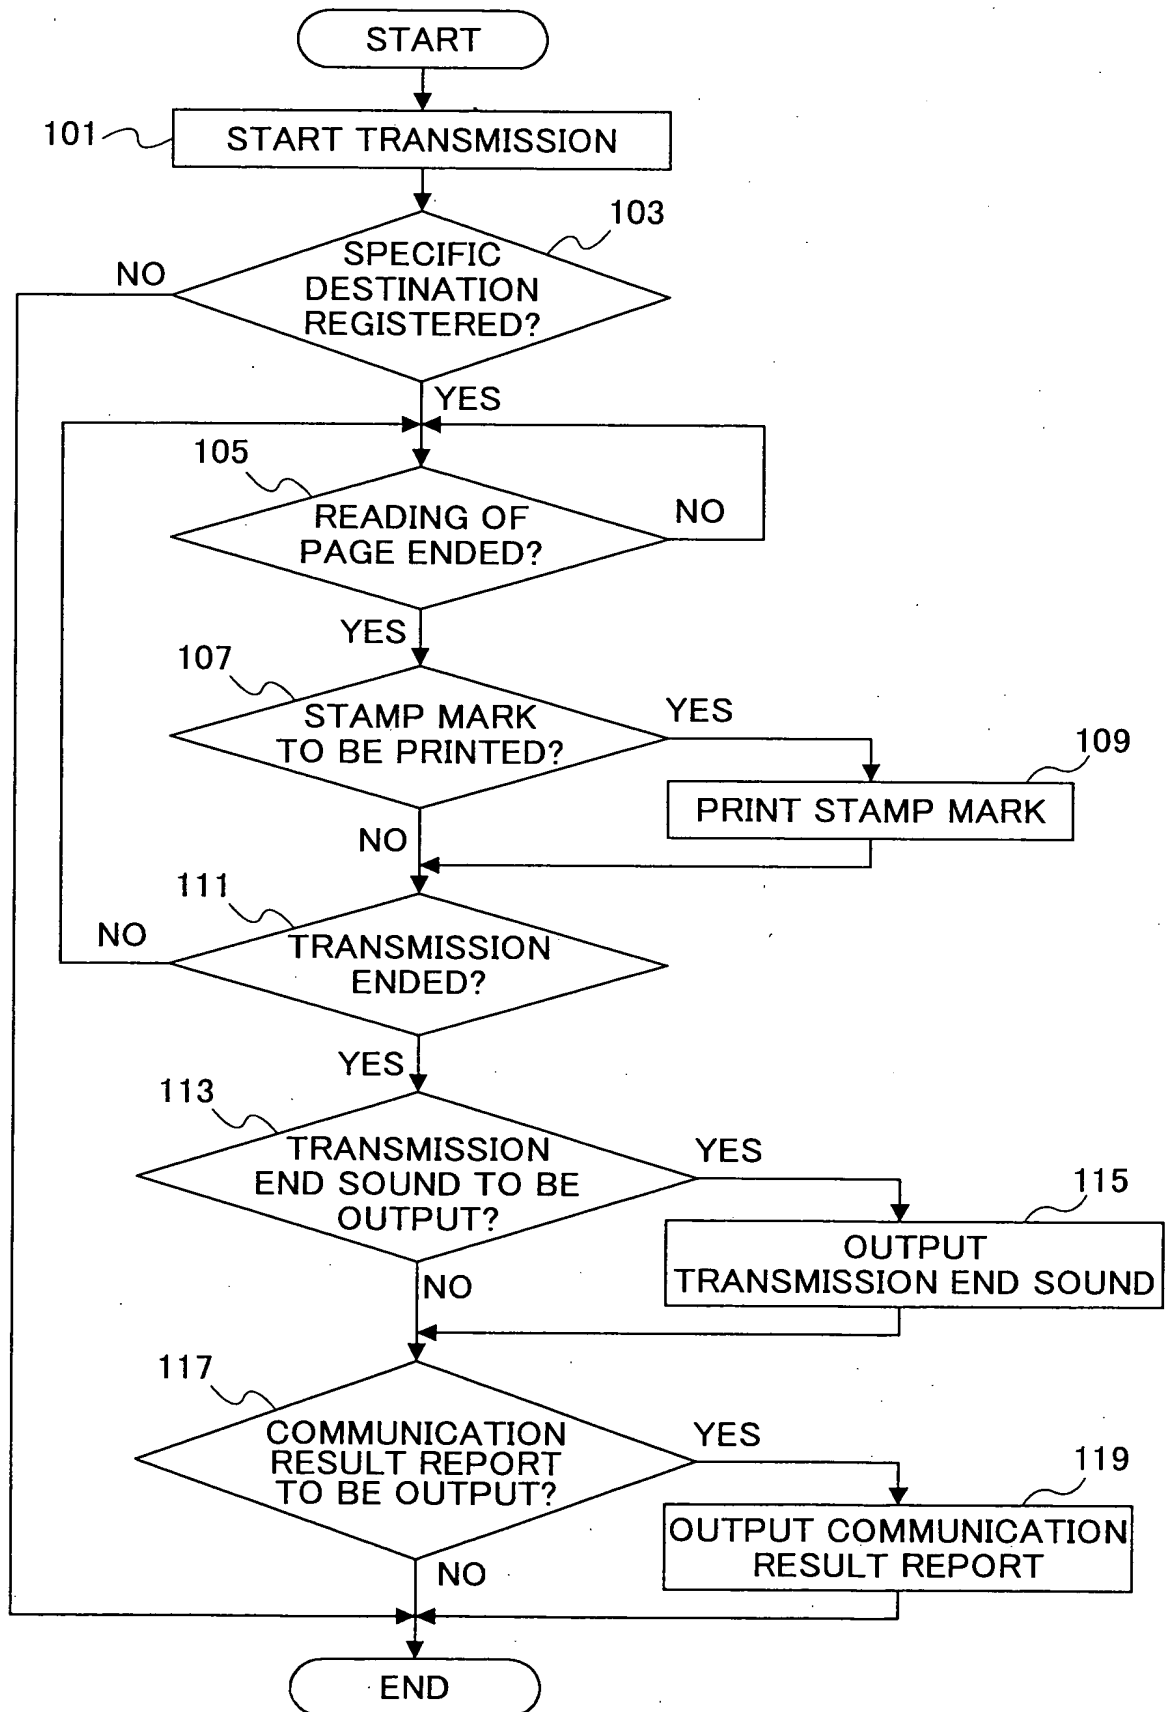 START
101
START TRANSMISSION
103
SPECIFIC
DESTINATION
REGISTERED?
NO
YES
105
READING OF
PAGE ENDED?
NO
YES
107
STAMP MARK
TO BE PRINTED?
YES
109
PRINT STAMP MARK
NO
111
TRANSMISSION
ENDED?
NO
YES
113
TRANSMISSION
END SOUND TO BE
OUTPUT?
YES
115
OUTPUT
TRANSMISSION END SOUND
NO
117
COMMUNICATION
RESULT REPORT
TO BE OUTPUT?
YES
119
OUTPUT COMMUNICATION
RESULT REPORT
NO
END